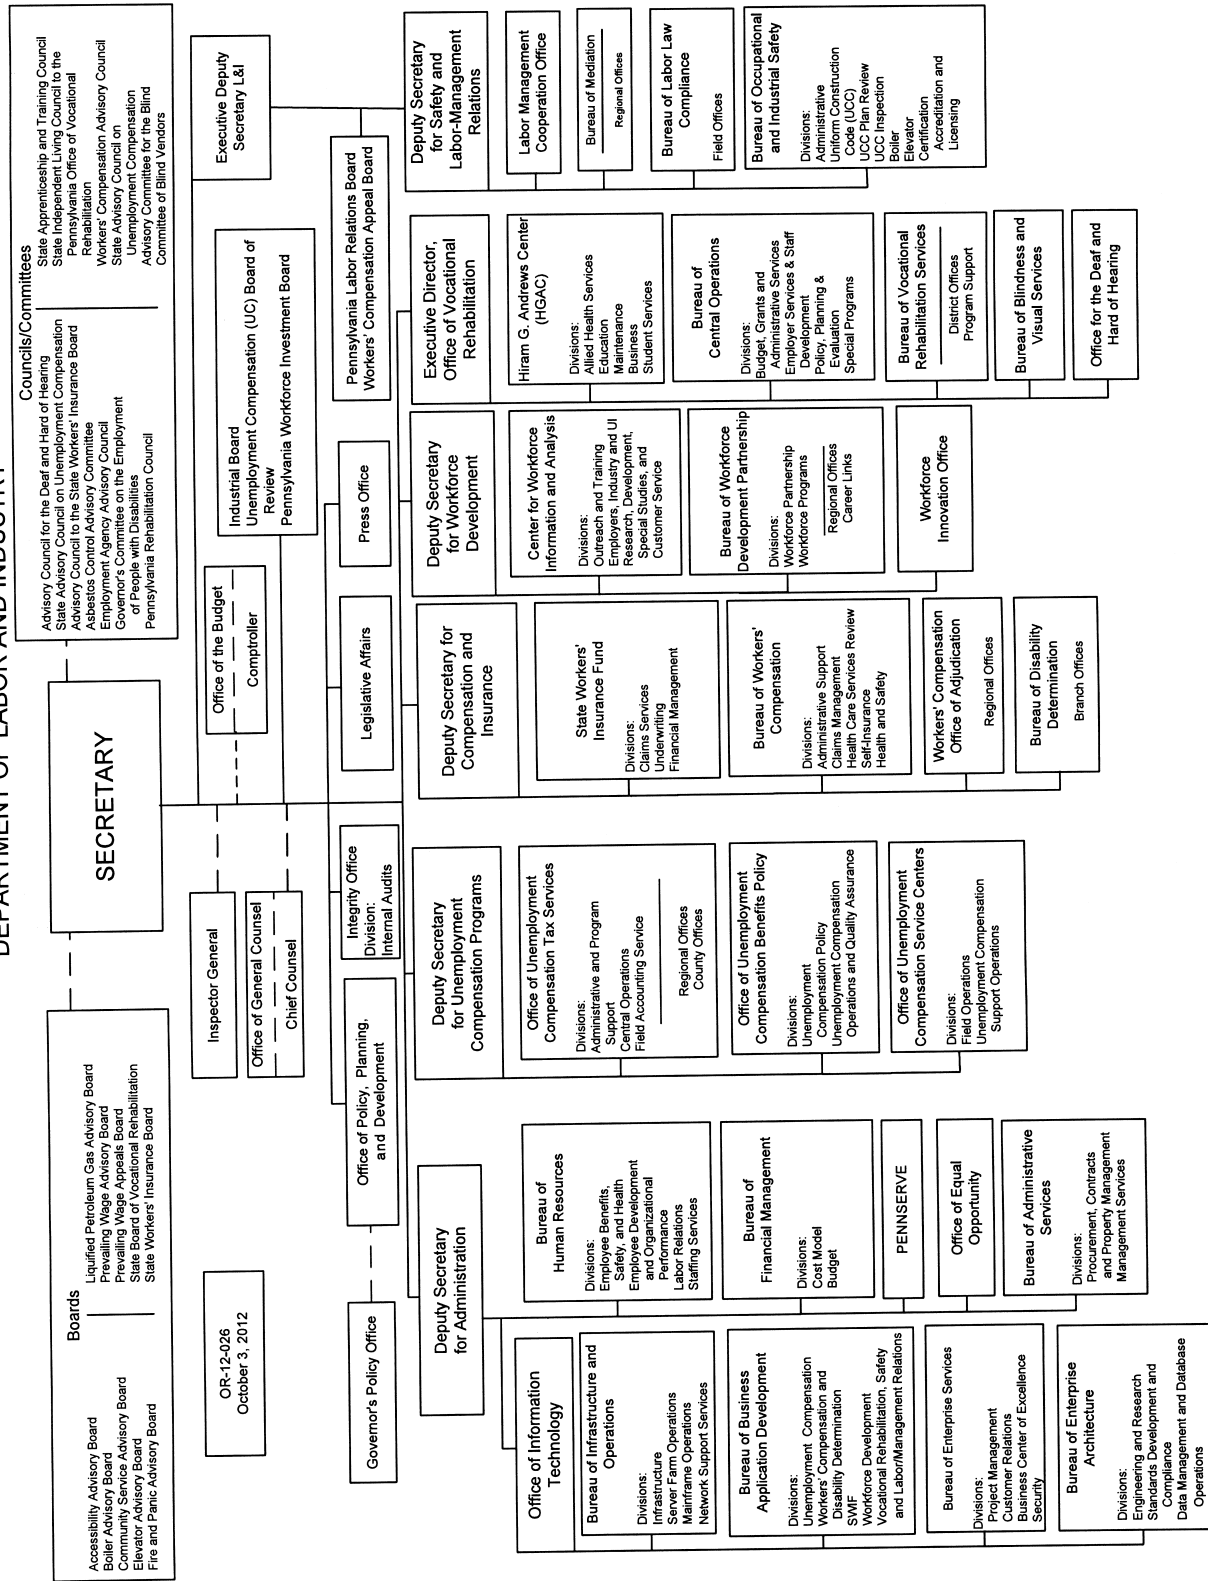 DEPARTMENT OF LABOR AND INDUSTRY
Boards
Accessibility Advisory Board
Boiler Advisory Board
Community Service Advisory Board
Elevator Advisory Board
Fire and Panic Advisory Board
Liquified Petroleum Gas Advisory Board
Prevailing Wage Advisory Board
Prevailing Wage Appeals Board
State Board of Vocational Rehabilitation
State Workers' Insurance Board
SECRETARY
Councils/Committees
Advisory Council for the Deaf and Hard of Hearing
State Advisory Council on Unemployment Compensation
Advisory Council to the State Workers' Insurance Board
Asbestos Control Advisory Committee
Employment Agency Advisory Council
Governor's Committee on the Employment
of People with Disabilities
Pennsylvania Rehabilitation Council
State Apprenticeship and Training Council
State Independent Living Council to the
Pennsylvania Office of Vocational
Rehabilitation
Workers' Compensation Advisory Council
State Advisory Council on
Unemployment Compensation
Advisory Committee for the Blind
Committee of Blind Vendors
OR-12-026
October 3, 2012
Inspector General
Office of General Counsel
Chief Counsel
Office of the Budget
Comptroller
Executive Deputy
Secretary L&I
Industrial Board
Unemployment Compensation (UC) Board of
Review
Pennsylvania Workforce Investment Board
Governor's Policy Office
Office of Policy, Planning,
and Development
Integrity Office
Division:
Internal Audits
Legislative Affairs
Press Office
Pennsylvania Labor Relations Board
Workers' Compensation Appeal Board
Deputy Secretary
for Administration
Office of Information
Technology
Bureau of Infrastructure and
Operations
Divisions:
Infrastructure
Server Farm Operations
Mainframe Operations
Network Support Services
Bureau of Business
Application Development
Divisions:
Unemployment Compensation
Workers' Compensation and
Disability Determination
SWIF
Workforce Development
Vocational Rehabilitation, Safety
and Labor/Management Relations
Bureau of Enterprise Services
Divisions:
Project Management
Customer Relations
Business Center of Excellence
Security
Bureau of Enterprise
Architecture
Divisions:
Engineering and Research
Standards Development and
Compliance
Data Management and Database
Operations
Bureau of
Human Resources
Divisions:
Employee Benefits,
Safety, and Health
Employee Development
and Organizational
Performance
Labor Relations
Staffing Services
Bureau of
Financial Management
Divisions:
Cost Model
Budget
PENNSERVE
Office of Equal
Opportunity
Bureau of Administrative
Services
Divisions:
Procurement, Contracts
and Property Management
Management Services
Deputy Secretary
for Unemployment
Compensation Programs
Office of Unemployment
Compensation Tax Services
Divisions:
Administrative and Program
Support
Central Operations
Field Accounting Service
Regional Offices
County Offices
Office of Unemployment
Compensation Benefits Policy
Divisions:
Unemployment
Compensation Policy
Unemployment Compensation
Operations and Quality Assurance
Office of Unemployment
Compensation Service Centers
Divisions:
Field Operations
Unemployment Compensation
Support Operations
Deputy Secretary for
Compensation and
Insurance
State Workers'
Insurance Fund
Divisions:
Claims Services
Underwriting
Financial Management
Bureau of Workers'
Compensation
Divisions:
Administrative Support
Claims Management
Health Care Services Review
Self-Insurance
Health and Safety
Workers' Compensation
Office of Adjudication
Regional Offices
Bureau of Disability
Determination
Branch Offices
Deputy Secretary
for Workforce
Development
Center for Workforce
Information and Analysis
Divisions:
Outreach and Training
Employers, Industry and UI
Research, Development,
Special Studies, and
Customer Service
Bureau of Workforce
Development Partnership
Divisions:
Workforce Partnership
Workforce Programs
Regional Offices
Career Links
Workforce
Innovation Office
Executive Director,
Office of Vocational
Rehabilitation
Hiram G. Andrews Center
(HGAC)
Divisions:
Allied Health Services
Education
Maintenance
Business
Student Services
Bureau of
Central Operations
Divisions:
Budget, Grants and
Administrative Services
Employer Services & Staff
Development
Policy, Planning &
Evaluation
Special Programs
Bureau of Vocational
Rehabilitation Services
District Offices
Program Support
Bureau of Blindness and
Visual Services
Office for the Deaf and
Hard of Hearing
Deputy Secretary
for Safety and
Labor-Management
Relations
Labor Management
Cooperation Office
Bureau of Mediation
Regional Offices
Bureau of Labor Law
Compliance
Field Offices
Bureau of Occupational
and Industrial Safety
Divisions:
Administrative
Uniform Construction
Code (UCC)
UCC Plan Review
UCC Inspection
Boiler
Elevator
Certification
Accreditation and
Licensing